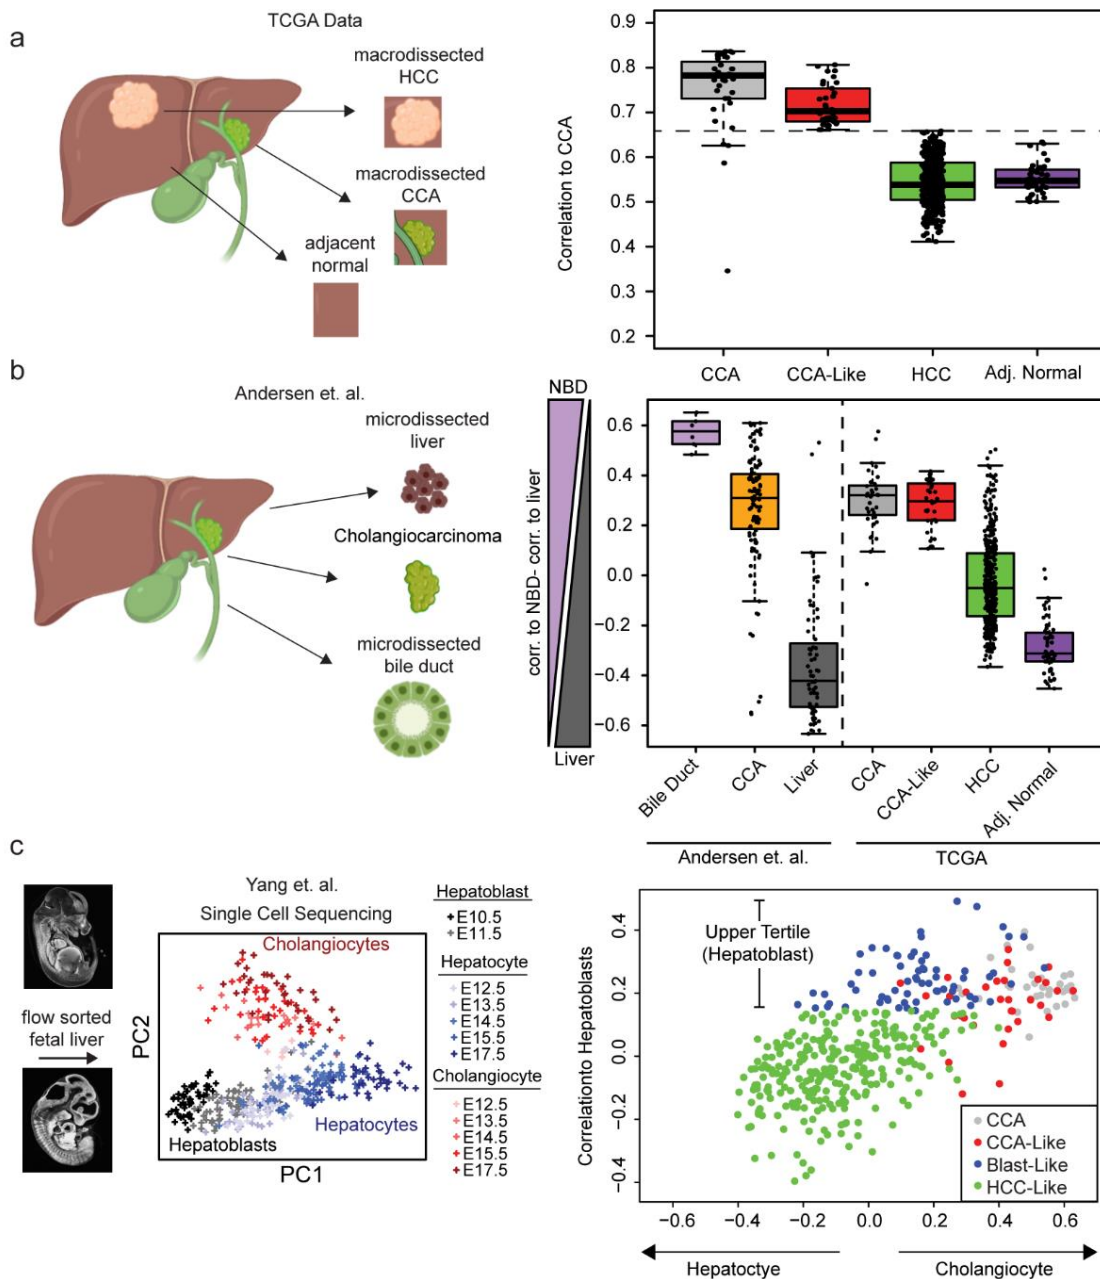 a
TCGA Data
macrodissected
HCC
macrodissected
CCA
adjacent
normal
Correlation to CCA
0.9
0.8
0.7
0.6
0.5
0.4
0.3
0.2
CCA
CCA-Like
HCC
Adj. Normal
b
Andersen et. al.
microdissected
liver
Cholangiocarcinoma
microdissected
bile duct
NBD
corr. to NBD- corr. to liver
Liver
0.6
0.4
0.2
0.0
−0.2
−0.4
−0.6
Bile Duct
CCA
Liver
CCA
CCA-Like
HCC
Adj. Normal
Andersen et. al.
TCGA
c
flow sorted
fetal liver
Yang et. al.
Single Cell Sequencing
Cholangiocytes
Hepatoblasts
Hepatocytes
PC2
PC1
Hepatoblast
E10.5
E11.5
Hepatocyte
E12.5
E13.5
E14.5
E15.5
E17.5
Cholangiocyte
E12.5
E13.5
E14.5
E15.5
E17.5
Correlationto Hepatoblasts
0.4
0.2
0.0
−0.2
−0.4
Upper Tertile
(Hepatoblast)
CCA
CCA-Like
Blast-Like
HCC-Like
−0.6
−0.4
−0.2
0.0
0.2
0.4
0.6
Hepatoctye
Cholangiocyte